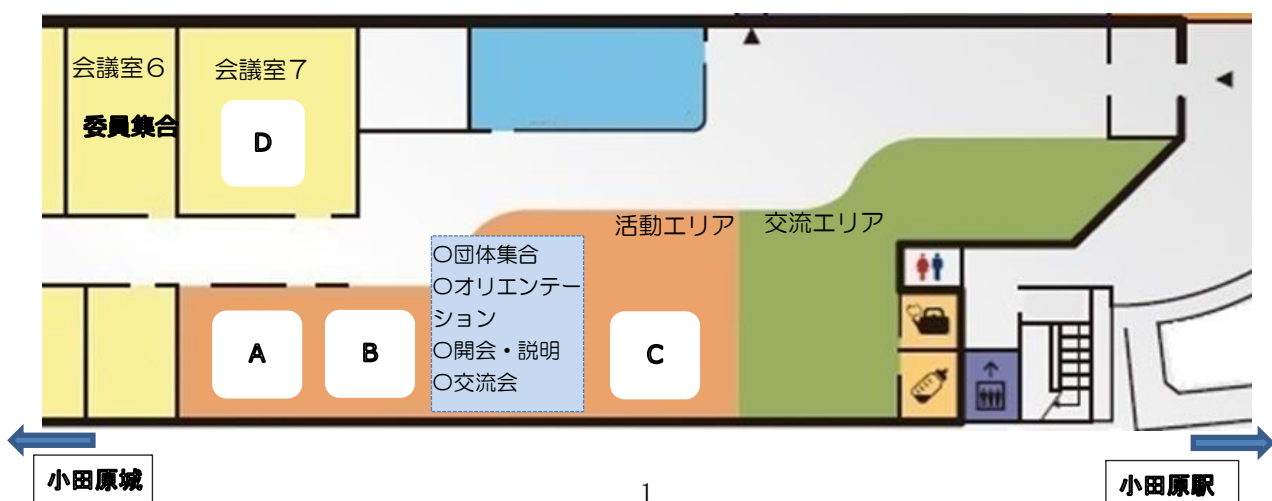 会議室６
会議室７
委員集合
D
活動エリア
交流エリア
〇団体集合
〇オリエンテー
ション
〇開会・説明
〇交流会
A
B
C
小田原城
1
小田原駅